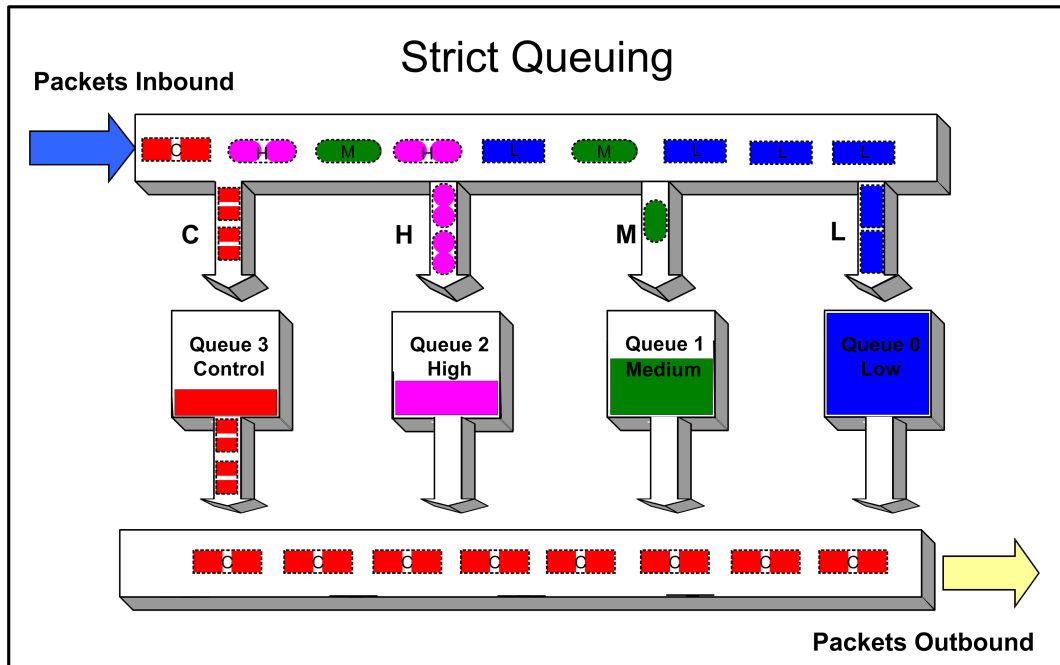 Strict Queuing
Packets Inbound
C H M H L M L L L
C H M L
Queue 3
Control
Queue 2
High
Queue 1
Medium
Queue 0
Low
C C C C C C C C
Packets Outbound